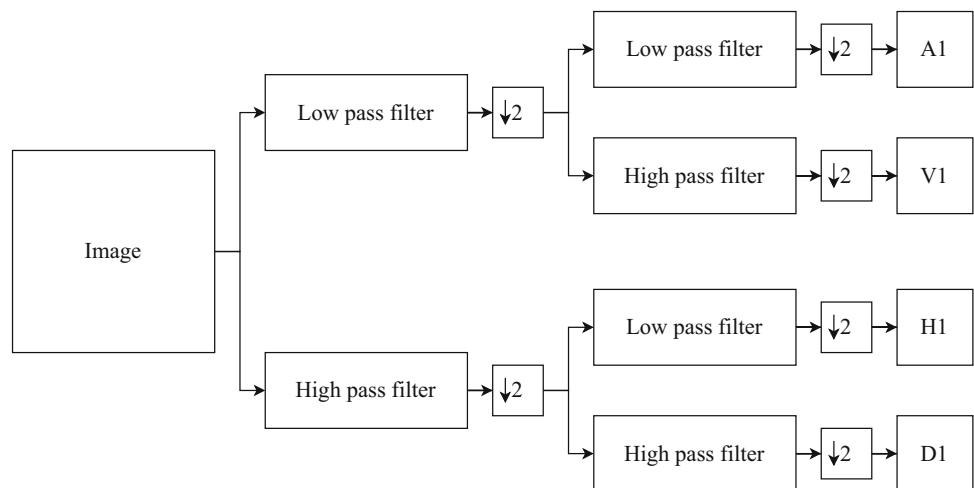 Low pass filter
↓2
A1
Low pass filter
↓2
High pass filter
↓2
V1
Image
Low pass filter
↓2
H1
High pass filter
↓2
High pass filter
↓2
D1